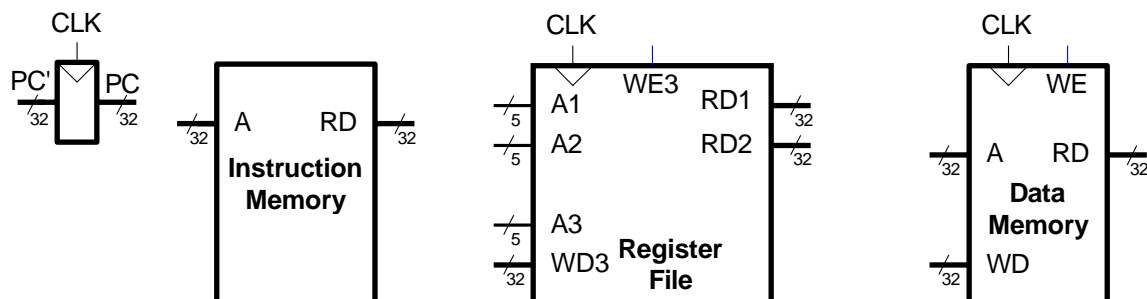 CLK
PC'
PC
32
32
A
RD
32
32
Instruction
Memory
CLK
WE3
A1
RD1
5
32
A2
RD2
5
32
A3
5
WD3
32
Register
File
CLK
WE
A
RD
32
32
Data
Memory
WD
32